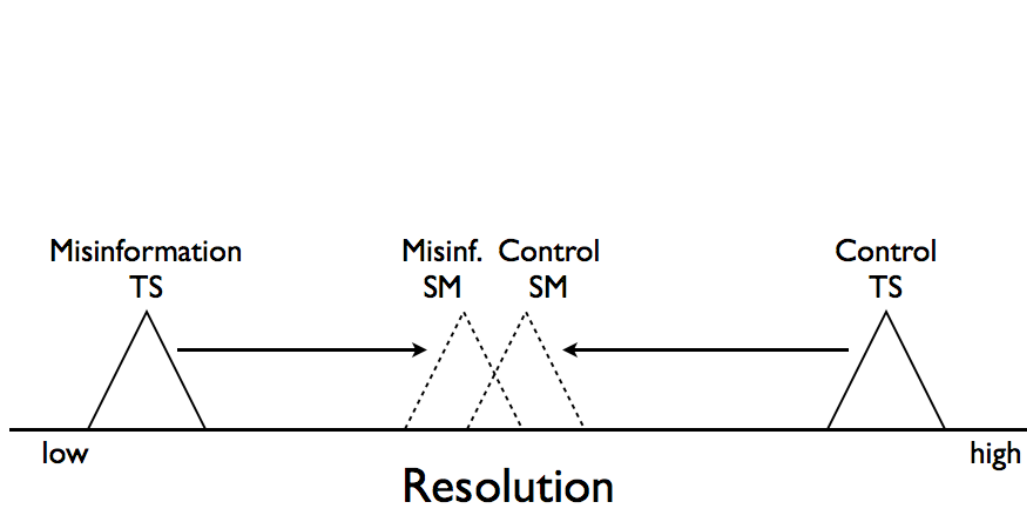 Misinformation
TS
Misinf.
SM
Control
SM
Control
TS
low
high
Resolution